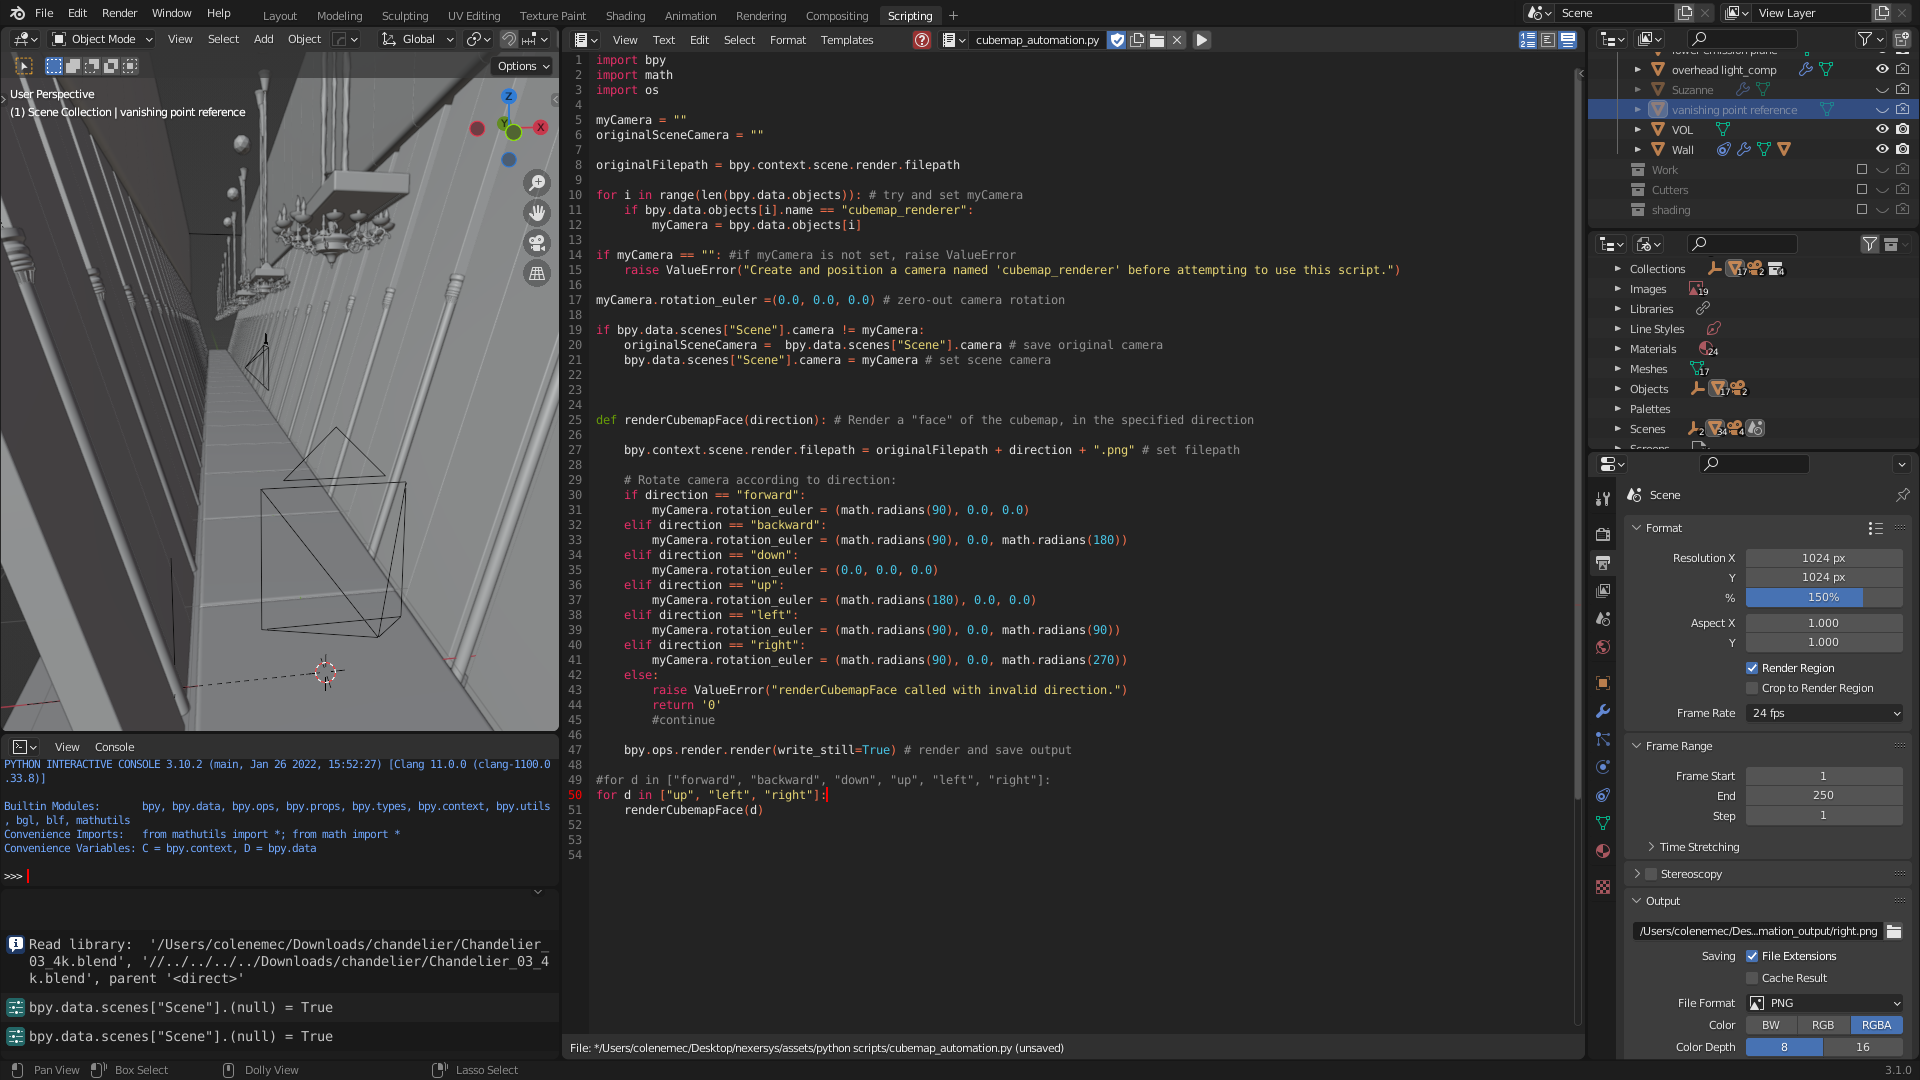 File Edit Render Window Help Layout Modeling Sculpting UV Editing Texture Paint Shading Animation Rendering Compositing Scripting + Scene View Layer
Object Mode View Select Add Object Global
Options
User Perspective
(1) Scene Collection | vanishing point reference
Z
Y
X
View Text Edit Select Format Templates cubemap_automation.py
1 import bpy
2 import math
3 import os
4
5 myCamera = ""
6 originalSceneCamera = ""
7
8 originalFilepath = bpy.context.scene.render.filepath
9
10 for i in range(len(bpy.data.objects)): # try and set myCamera
11     if bpy.data.objects[i].name == "cubemap_renderer":
12         myCamera = bpy.data.objects[i]
13
14 if myCamera == "": #if myCamera is not set, raise ValueError
15     raise ValueError("Create and position a camera named 'cubemap_renderer' before attempting to use this script.")
16
17 myCamera.rotation_euler =(0.0, 0.0, 0.0) # zero-out camera rotation
18
19 if bpy.data.scenes["Scene"].camera != myCamera:
20     originalSceneCamera =  bpy.data.scenes["Scene"].camera # save original camera
21     bpy.data.scenes["Scene"].camera = myCamera # set scene camera
22
23
24
25 def renderCubemapFace(direction): # Render a "face" of the cubemap, in the specified direction
26
27     bpy.context.scene.render.filepath = originalFilepath + direction + ".png" # set filepath
28
29     # Rotate camera according to direction:
30     if direction == "forward":
31         myCamera.rotation_euler = (math.radians(90), 0.0, 0.0)
32     elif direction == "backward":
33         myCamera.rotation_euler = (math.radians(90), 0.0, math.radians(180))
34     elif direction == "down":
35         myCamera.rotation_euler = (0.0, 0.0, 0.0)
36     elif direction == "up":
37         myCamera.rotation_euler = (math.radians(180), 0.0, 0.0)
38     elif direction == "left":
39         myCamera.rotation_euler = (math.radians(90), 0.0, math.radians(90))
40     elif direction == "right":
41         myCamera.rotation_euler = (math.radians(90), 0.0, math.radians(270))
42     else:
43         raise ValueError("renderCubemapFace called with invalid direction.")
44         return '0'
45         #continue
46
47     bpy.ops.render.render(write_still=True) # render and save output
48
49 #for d in ["forward", "backward", "down", "up", "left", "right"]:
50 for d in ["up", "left", "right"]:
51     renderCubemapFace(d)
52
53
54
File: */Users/colenemec/Desktop/nexersys/assets/python scripts/cubemap_automation.py (unsaved)
View Console
PYTHON INTERACTIVE CONSOLE 3.10.2 (main, Jan 26 2022, 15:52:27) [Clang 11.0.0 (clang-1100.0
.33.8)]
Builtin Modules:       bpy, bpy.data, bpy.ops, bpy.props, bpy.types, bpy.context, bpy.utils
, bgl, blf, mathutils
Convenience Imports:   from mathutils import *; from math import *
Convenience Variables: C = bpy.context, D = bpy.data
>>>
Read library:  '/Users/colenemec/Downloads/chandelier/Chandelier_
03_4k.blend', '//../../../../Downloads/chandelier/Chandelier_03_4
k.blend', parent '<direct>'
bpy.data.scenes["Scene"].(null) = True
bpy.data.scenes["Scene"].(null) = True
overhead light_comp
Suzanne
vanishing point reference
VOL
Wall
Work
Cutters
shading
Collections 17 2 4
Images 19
Libraries
Line Styles
Materials 24
Meshes 17
Objects 17 2
Palettes
Scenes 2 34 4
Scene
Format
Resolution X 1024 px
Y 1024 px
% 150%
Aspect X 1.000
Y 1.000
Render Region
Crop to Render Region
Frame Rate 24 fps
Frame Range
Frame Start 1
End 250
Step 1
Time Stretching
Stereoscopy
Output
/Users/colenemec/Des...mation_output/right.png
Saving File Extensions
Cache Result
File Format PNG
Color BW RGB RGBA
Color Depth 8 16
Pan View Box Select Dolly View Lasso Select 3.1.0